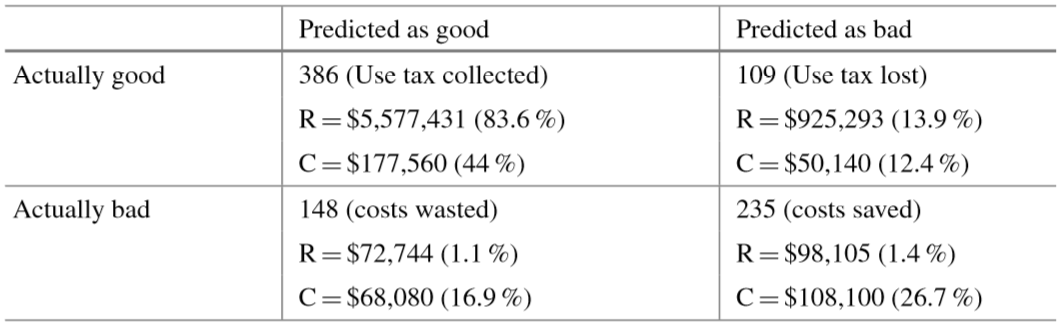 Predicted as good Predicted as bad
Actually good 386 (Use tax collected) 109 (Use tax lost)
R = $5,577,431 (83.6 %) R = $925,293 (13.9 %)
C = $177,560 (44 %) C = $50,140 (12.4 %)
Actually bad 148 (costs wasted) 235 (costs saved)
R = $72,744 (1.1 %) R = $98,105 (1.4 %)
C = $68,080 (16.9 %) C = $108,100 (26.7 %)